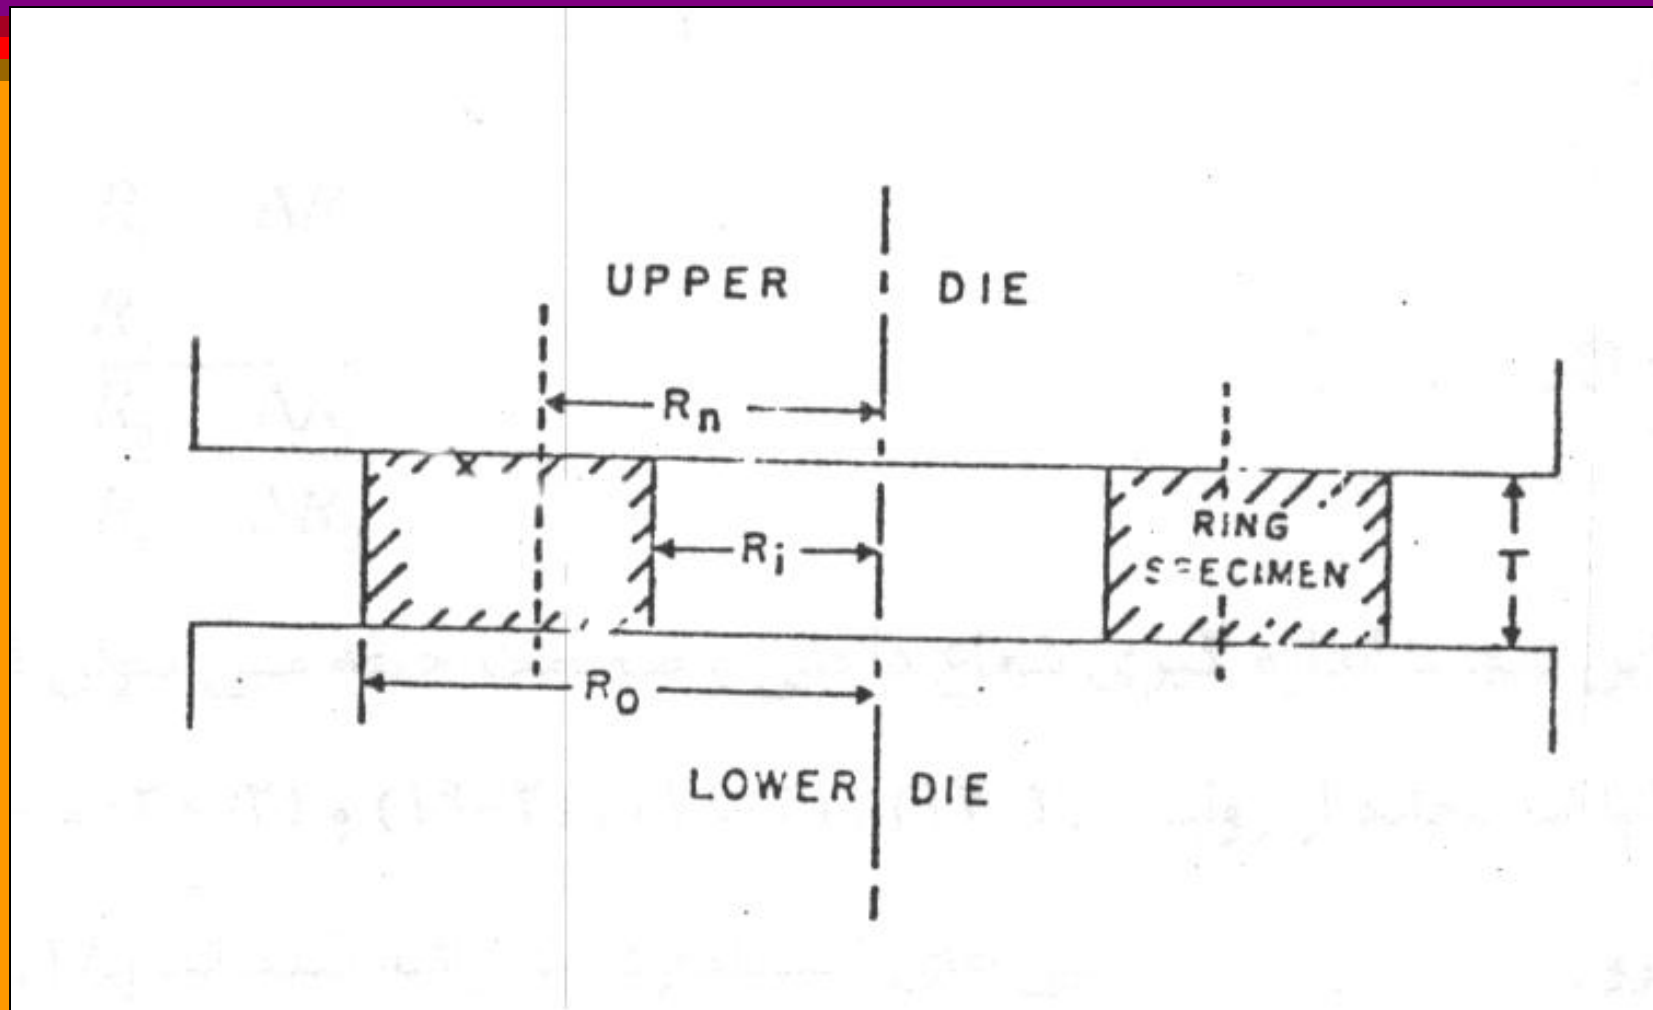 UPPER DIE
Rn
Ri
RING
SPECIMEN
T
Ro
LOWER DIE